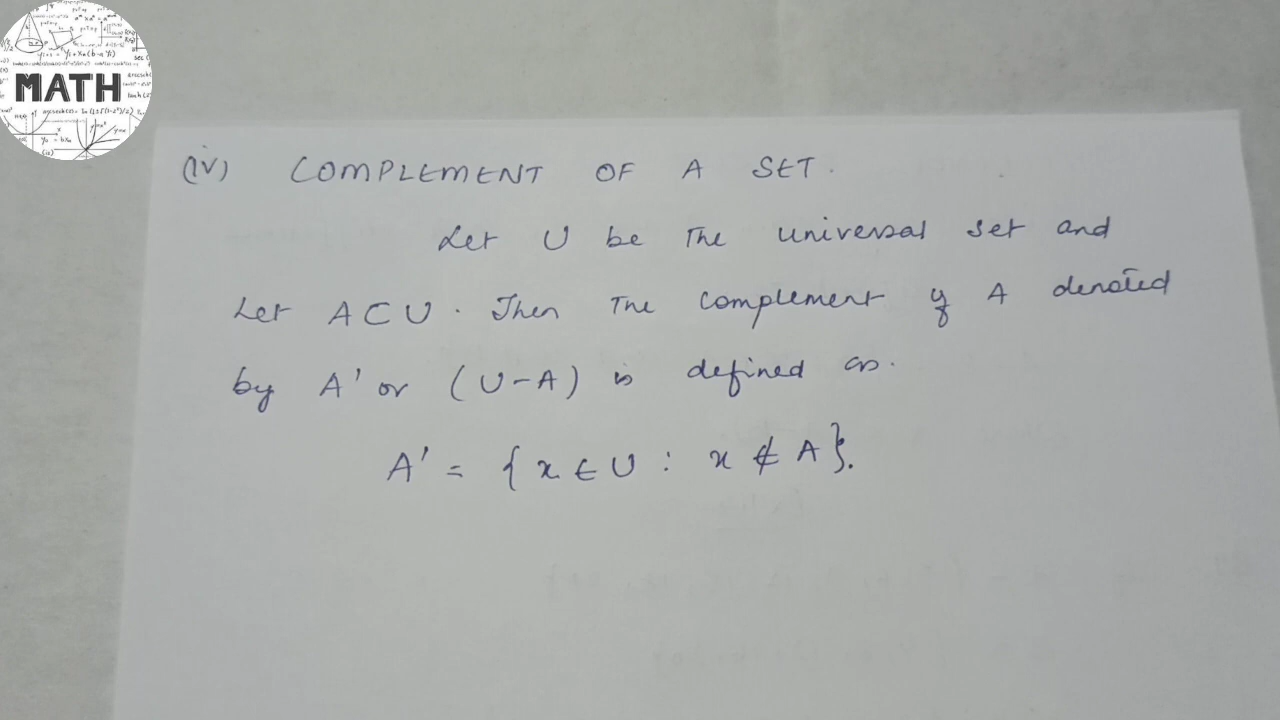 MATH
(iv) COMPLEMENT OF A SET.
Let U be The universal set and
Let A ⊂ U. Then The complement of A denoted
by A' or (U-A) is defined as.
A' = {x ∈ U : x ∉ A}.